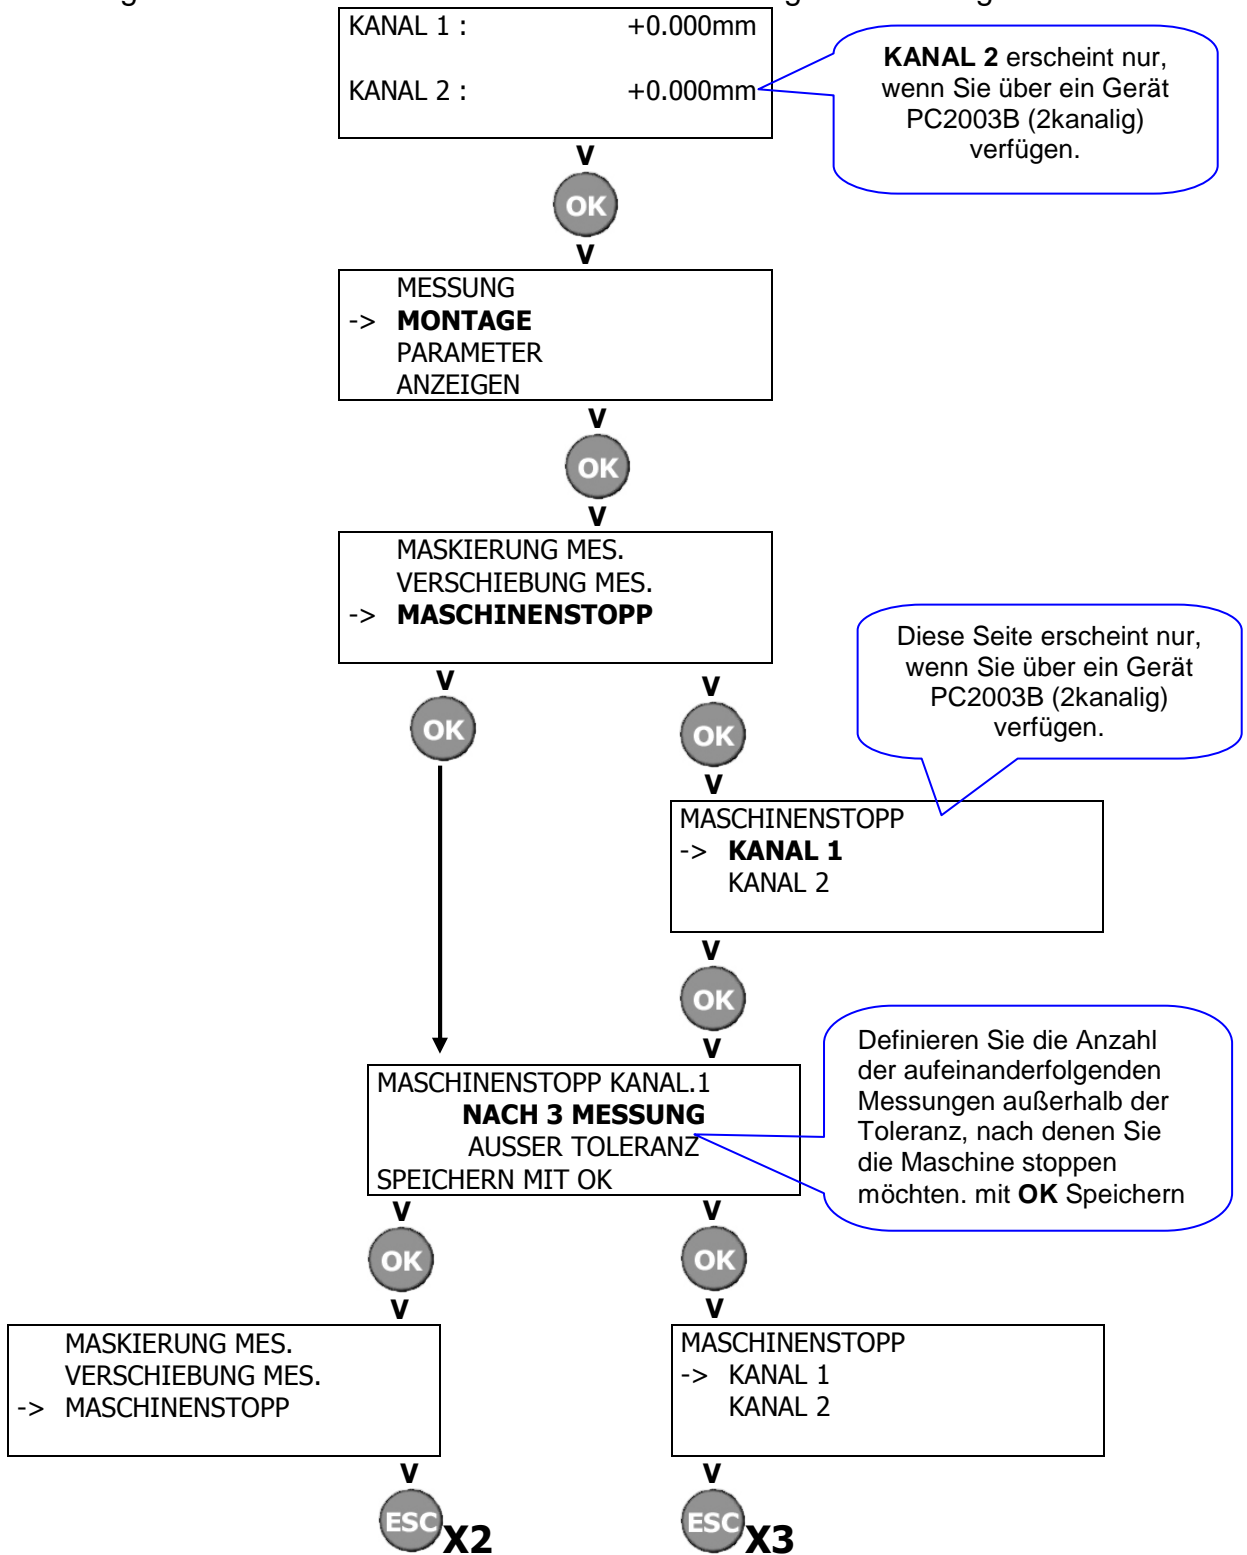 KANAL 1 : +0.000mm
KANAL 2 : +0.000mm
KANAL 2 erscheint nur,
wenn Sie über ein Gerät
PC2003B (2kanalig)
verfügen.
V
OK
V
MESSUNG
-> MONTAGE
PARAMETER
ANZEIGEN
V
OK
V
MASKIERUNG MES.
VERSCHIEBUNG MES.
-> MASCHINENSTOPP
Diese Seite erscheint nur,
wenn Sie über ein Gerät
PC2003B (2kanalig)
verfügen.
V V
OK OK
V
MASCHINENSTOPP
-> KANAL 1
KANAL 2
V
OK
V
MASCHINENSTOPP KANAL.1
NACH 3 MESSUNG
AUSSER TOLERANZ
SPEICHERN MIT OK
Definieren Sie die Anzahl
der aufeinanderfolgenden
Messungen außerhalb der
Toleranz, nach denen Sie
die Maschine stoppen
möchten. mit OK Speichern
V V
OK OK
V V
MASKIERUNG MES.
VERSCHIEBUNG MES.
-> MASCHINENSTOPP
MASCHINENSTOPP
-> KANAL 1
KANAL 2
V V
ESC X2 ESC X3